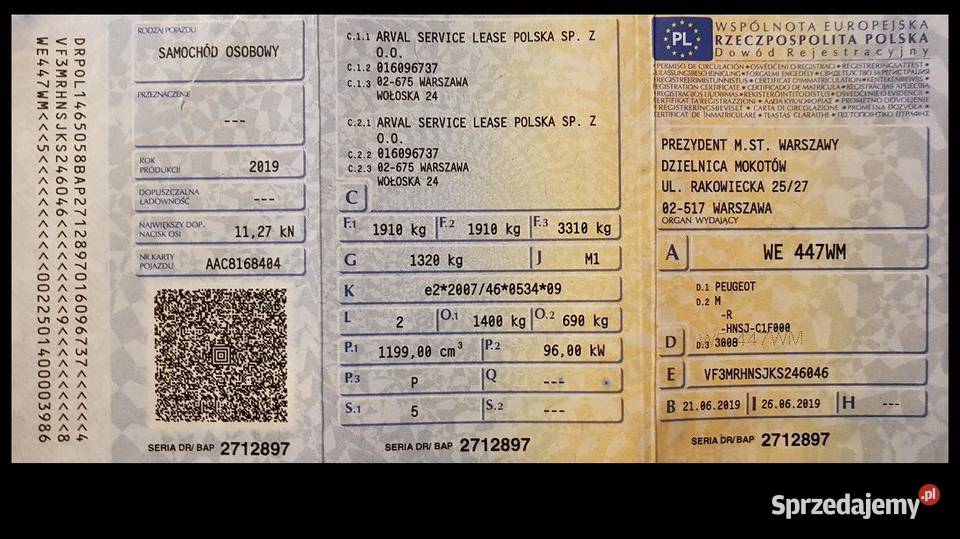 DRPOL1465058BAP2712897016096737<<<<<4
VF3MRHNSJKS246046<<<<<<<<<<<<<<<<<<8
WE447WM<<5<<<<<<<<<<<002250140003986
RODZAJ POJAZDU
SAMOCHÓD OSOBOWY
PRZEZNACZENIE
---
ROK PRODUKCJI
2019
DOPUSZCZALNA ŁADOWNOŚĆ
---
NAJWIĘKSZY DOP. NACISK OSI
11,27 kN
NR KARTY POJAZDU
AAC8168404
SERIA DR/ BAP 2712897
C.1.1 ARVAL SERVICE LEASE POLSKA SP. Z
O.O.
C.1.2 016096737
C.1.3 02-675 WARSZAWA
WOŁOSKA 24
C.2.1 ARVAL SERVICE LEASE POLSKA SP. Z
O.O.
C.2.2 016096737
C.2.3 02-675 WARSZAWA
WOŁOSKA 24
C
F.1 1910 kg F.2 1910 kg F.3 3310 kg
G 1320 kg J M1
K e2*2007/46*0534*09
L 2 O.1 1400 kg O.2 690 kg
P.1 1199,00 cm³ P.2 96,00 kW
P.3 P Q ---
S.1 5 S.2 ---
SERIA DR/ BAP 2712897
PL
WSPÓLNOTA EUROPEJSKA
RZECZPOSPOLITA POLSKA
Dowód Rejestracyjny
PREZYDENT M.ST. WARSZAWY
DZIELNICA MOKOTÓW
UL. RAKOWIECKA 25/27
02-517 WARSZAWA
ORGAN WYDAJĄCY
A WE 447WM
D.1 PEUGEOT
D.2 M
-R
-HNSJ-C1F000
D D.3 3008
WE 447WM
E VF3MRHNSJKS246046
B 21.06.2019 I 26.06.2019 H ---
SERIA DR/ BAP 2712897
Sprzedajemy.pl